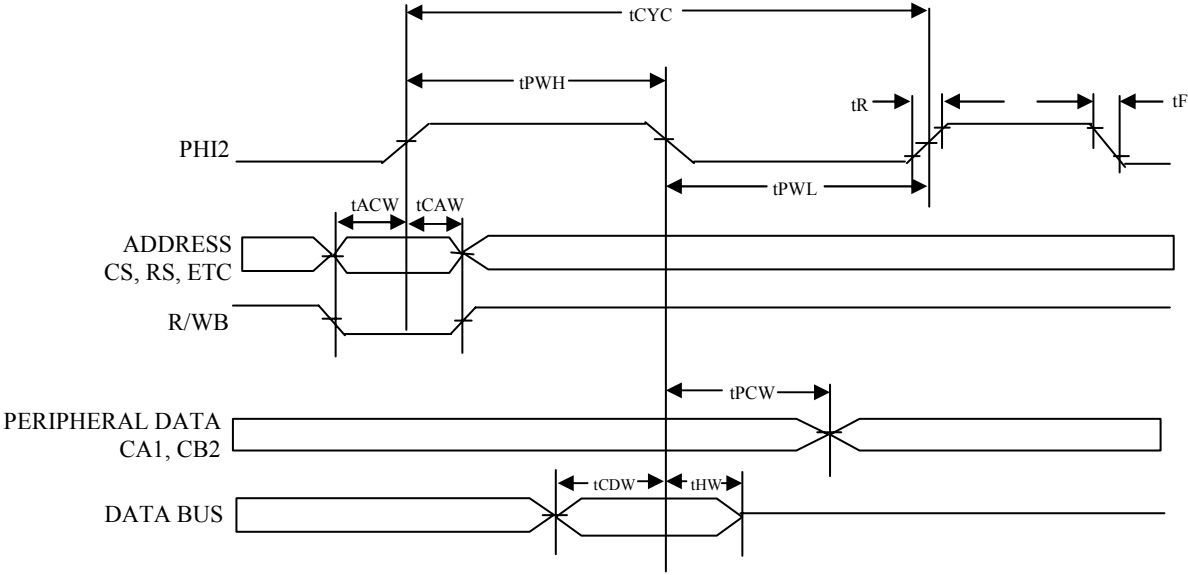 tCYC
tPWH
tR
tF
PHI2
tPWL
tACW
tCAW
ADDRESS
CS, RS, ETC
R/WB
tPCW
PERIPHERAL DATA
CA1, CB2
tCDW
tHW
DATA BUS